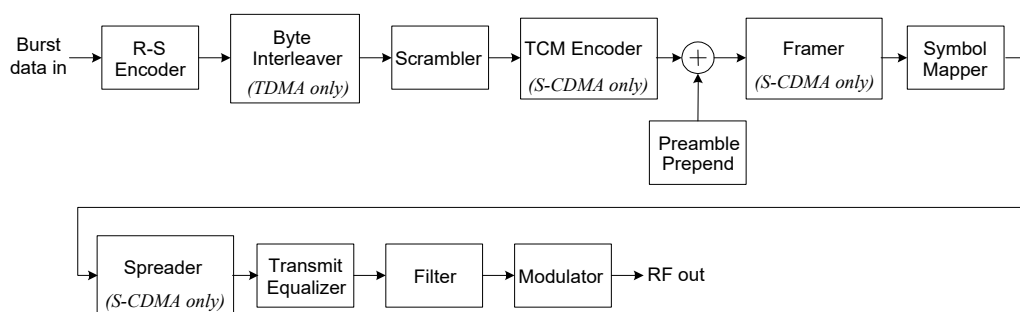 Burst
data in
R-S
Encoder
Byte
Interleaver
(TDMA only)
Scrambler
TCM Encoder
(S-CDMA only)
+
Preamble
Prepend
Framer
(S-CDMA only)
Symbol
Mapper
Spreader
(S-CDMA only)
Transmit
Equalizer
Filter
Modulator
RF out